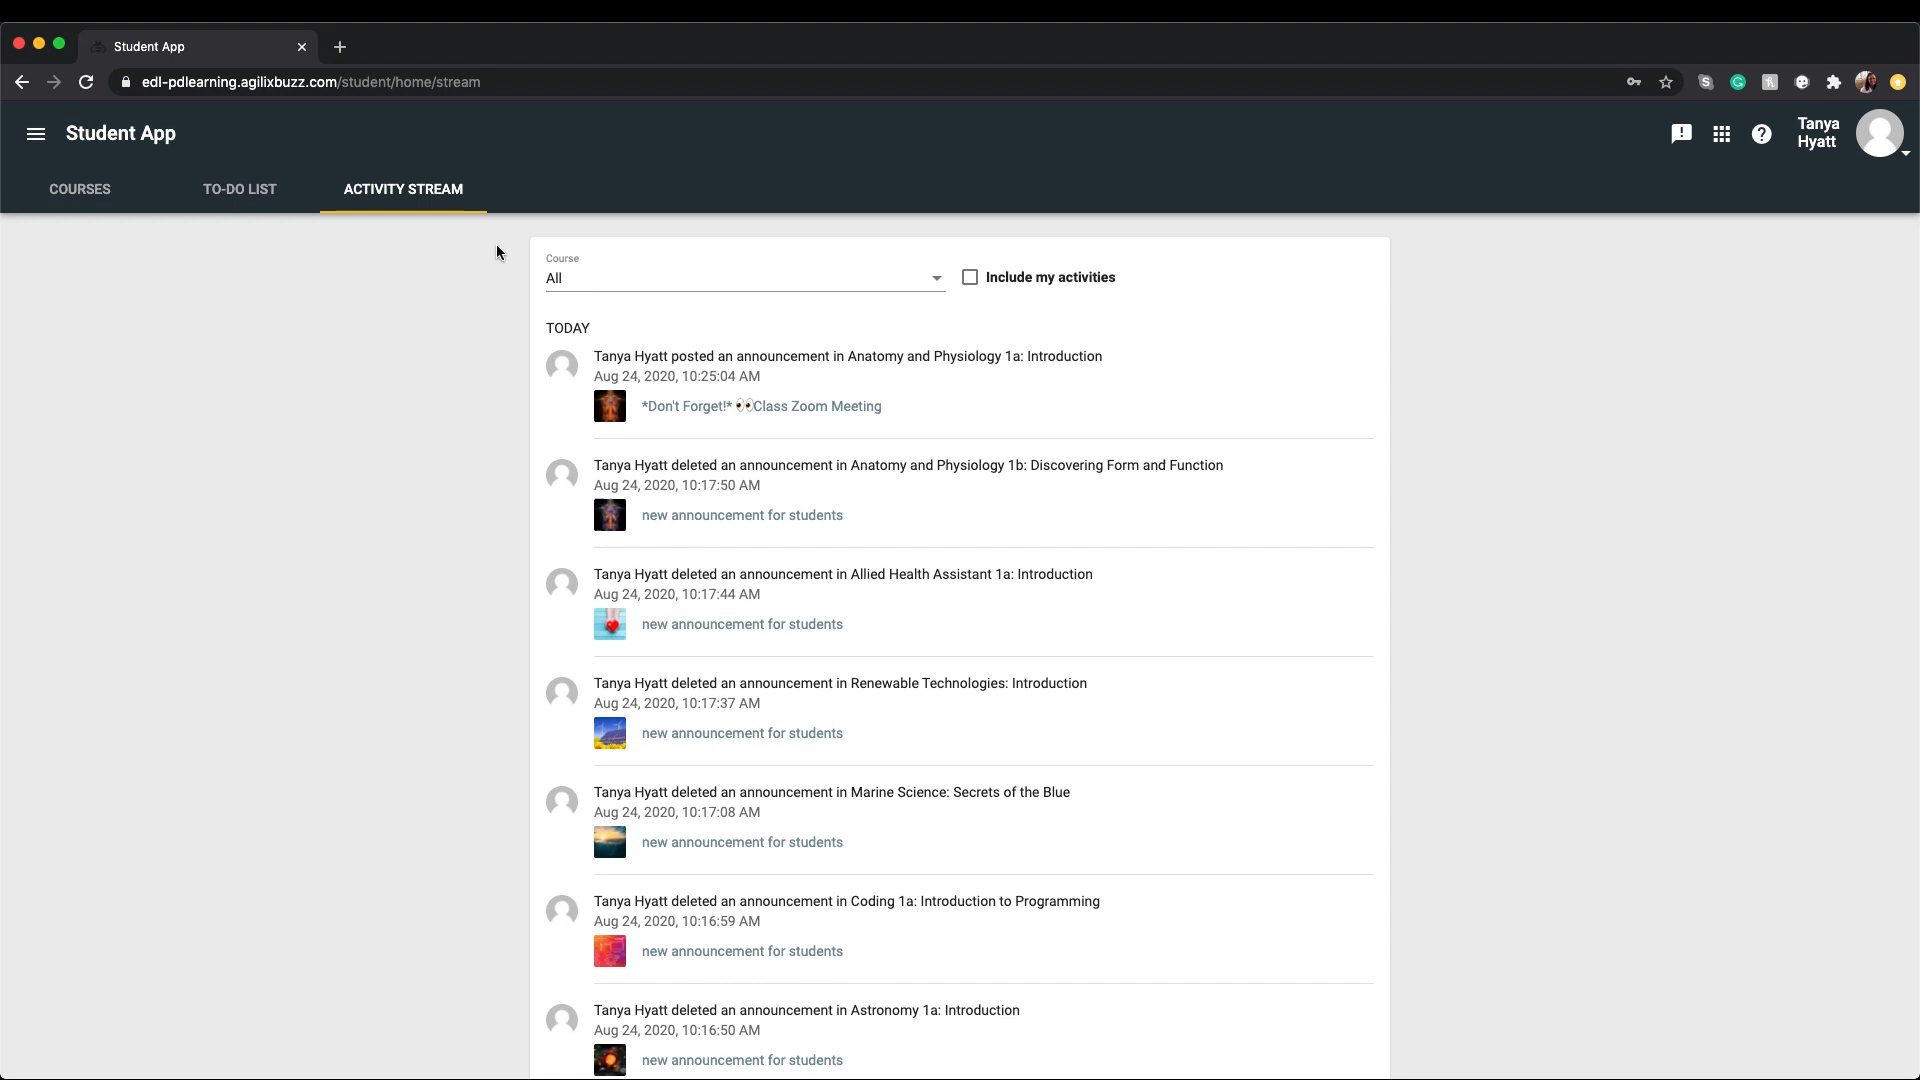 Student App
edl-pdlearning.agilixbuzz.com/student/home/stream
Student App
Tanya
Hyatt
COURSES
TO-DO LIST
ACTIVITY STREAM
Course
All
Include my activities
TODAY
Tanya Hyatt posted an announcement in Anatomy and Physiology 1a: Introduction
Aug 24, 2020, 10:25:04 AM
*Don't Forget!* 👀Class Zoom Meeting
Tanya Hyatt deleted an announcement in Anatomy and Physiology 1b: Discovering Form and Function
Aug 24, 2020, 10:17:50 AM
new announcement for students
Tanya Hyatt deleted an announcement in Allied Health Assistant 1a: Introduction
Aug 24, 2020, 10:17:44 AM
new announcement for students
Tanya Hyatt deleted an announcement in Renewable Technologies: Introduction
Aug 24, 2020, 10:17:37 AM
new announcement for students
Tanya Hyatt deleted an announcement in Marine Science: Secrets of the Blue
Aug 24, 2020, 10:17:08 AM
new announcement for students
Tanya Hyatt deleted an announcement in Coding 1a: Introduction to Programming
Aug 24, 2020, 10:16:59 AM
new announcement for students
Tanya Hyatt deleted an announcement in Astronomy 1a: Introduction
Aug 24, 2020, 10:16:50 AM
new announcement for students